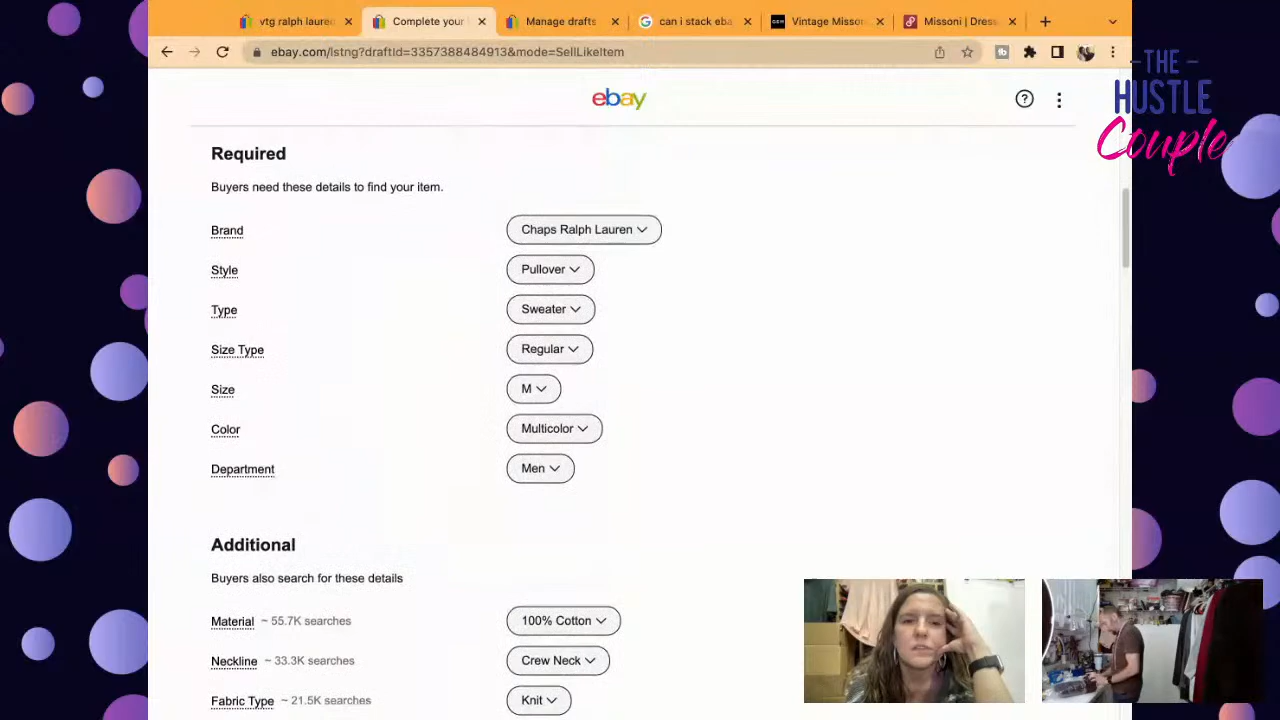 vtg ralph lauren
Complete your
Manage drafts
can i stack eba
Vintage Misson
Missoni | Dress
ebay.com/lstng?draftId=3357388484913&mode=SellLikeItem
THE
HUSTLE
Couple
ebay
Required
Buyers need these details to find your item.
Brand Chaps Ralph Lauren
Style Pullover
Type Sweater
Size Type Regular
Size M
Color Multicolor
Department Men
Additional
Buyers also search for these details
Material ~ 55.7K searches 100% Cotton
Neckline ~ 33.3K searches Crew Neck
Fabric Type ~ 21.5K searches Knit